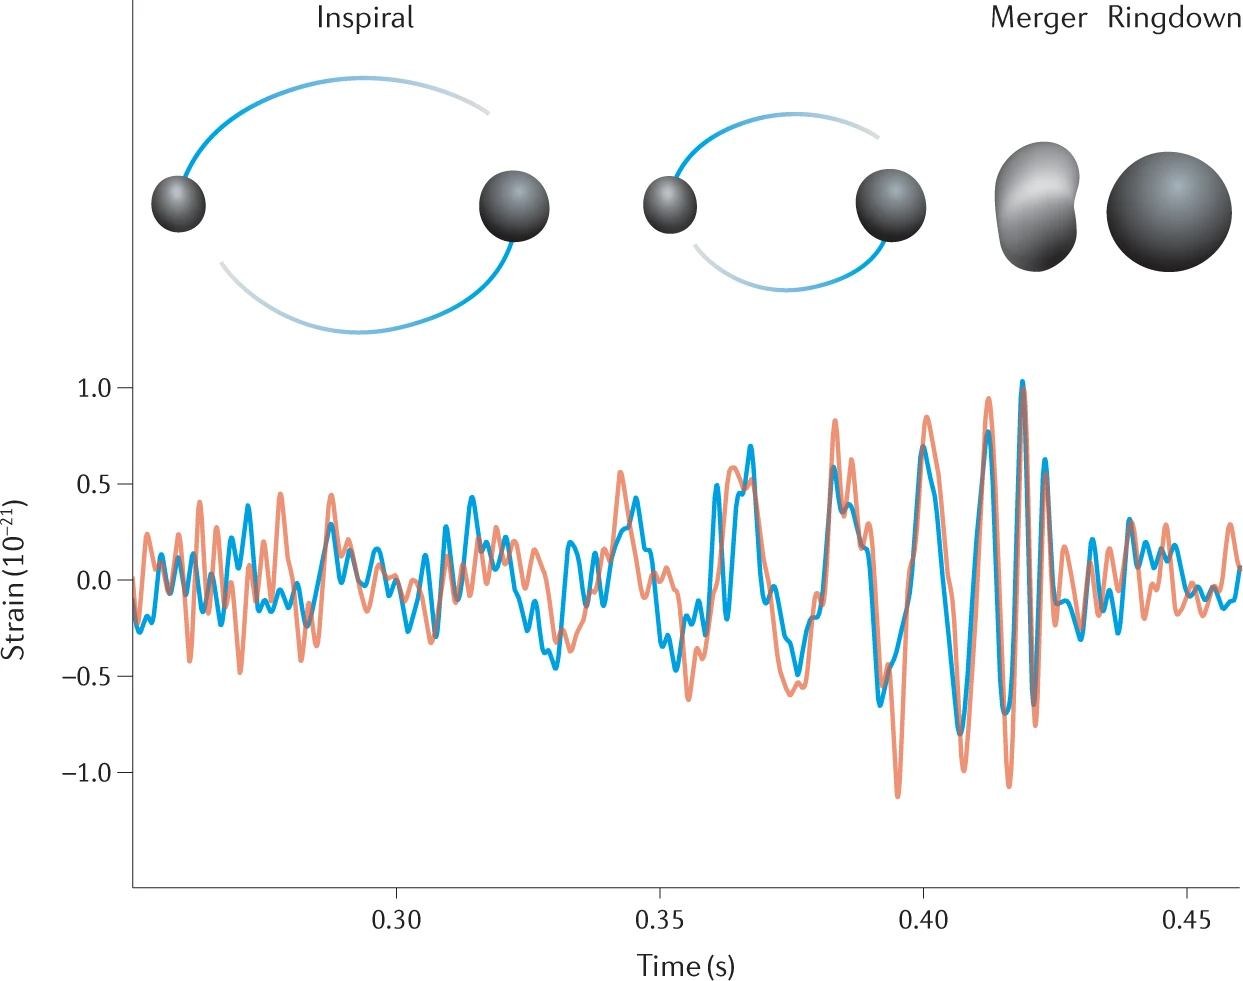 Inspiral
Merger
Ringdown
1.0
0.5
0.0
–0.5
–1.0
Strain (10⁻²¹)
0.30
0.35
0.40
0.45
Time (s)